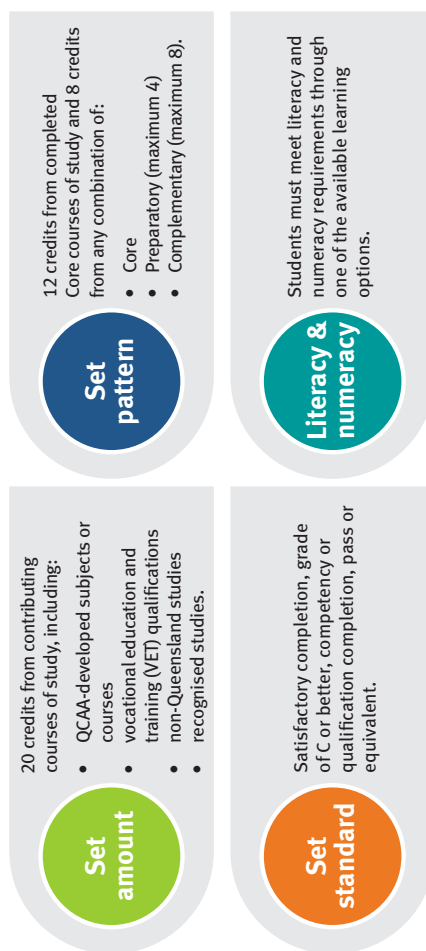 Set
amount
20 credits from contributing
courses of study, including:
• QCAA-developed subjects or
courses
• vocational education and
training (VET) qualifications
• non-Queensland studies
• recognised studies.
Set
pattern
12 credits from completed
Core courses of study and 8 credits
from any combination of:
• Core
• Preparatory (maximum 4)
• Complementary (maximum 8).
Set
standard
Satisfactory completion, grade
of C or better, competency or
qualification completion, pass or
equivalent.
Literacy &
numeracy
Students must meet literacy and
numeracy requirements through
one of the available learning
options.